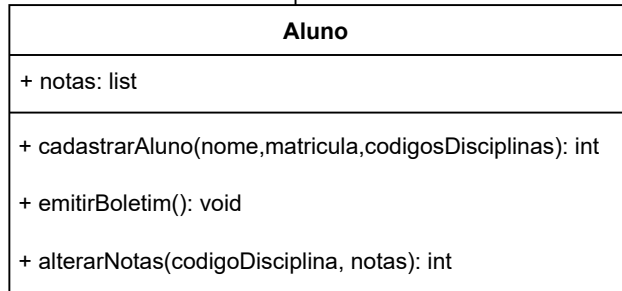 Aluno
+ notas: list
+ cadastrarAluno(nome,matricula,codigosDisciplinas): int
+ emitirBoletim(): void
+ alterarNotas(codigoDisciplina, notas): int